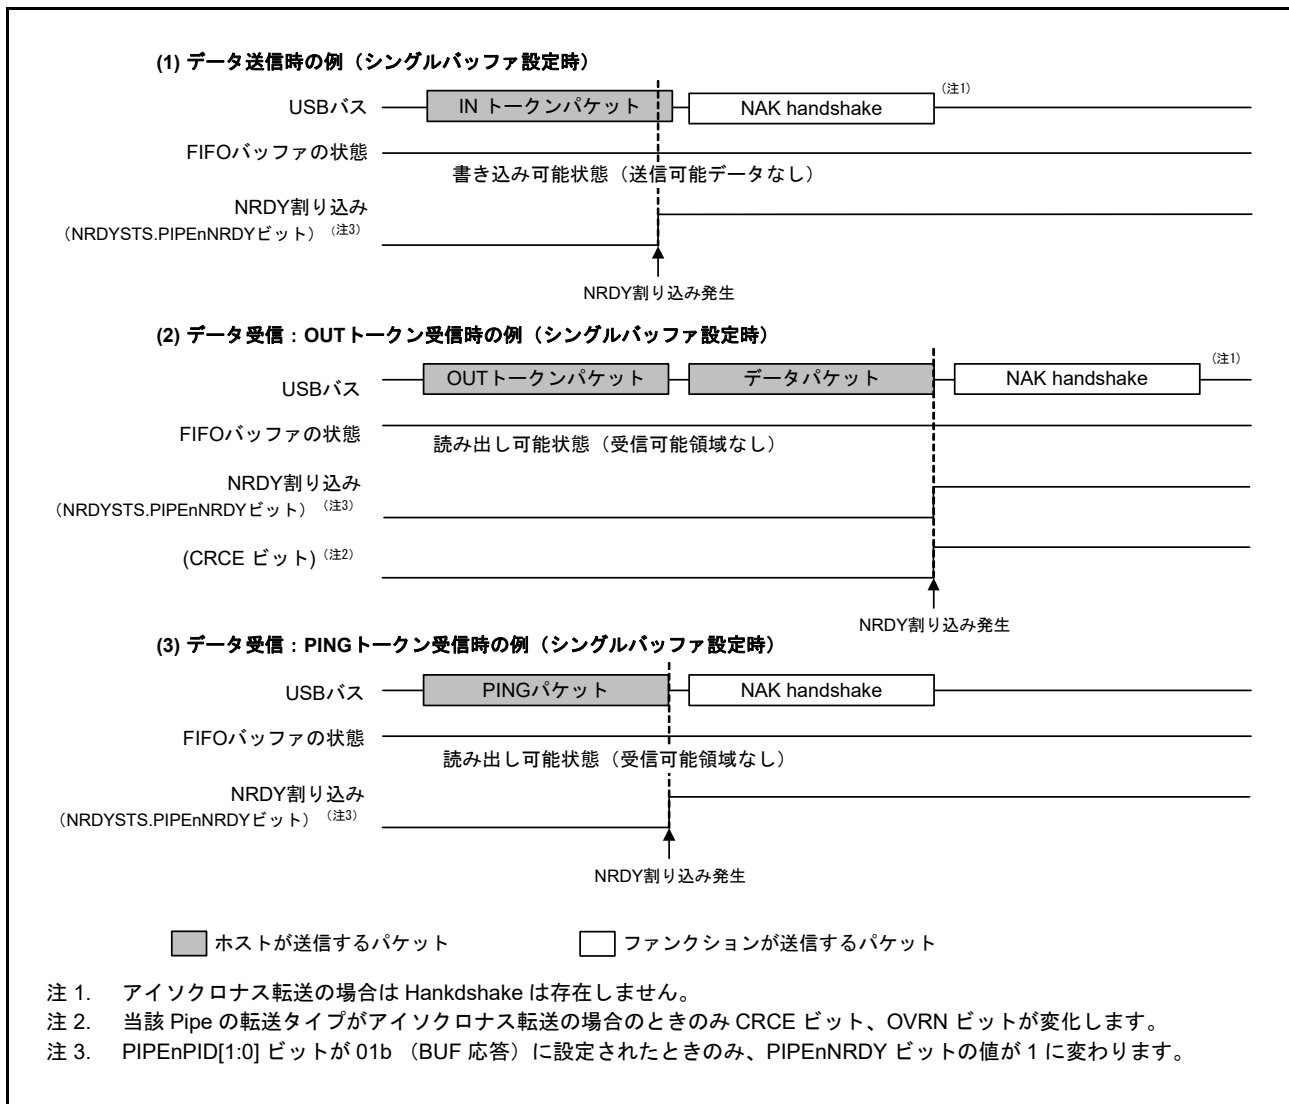 (1) データ送信時の例（シングルバッファ設定時）
USBバス
IN トークンパケット
NAK handshake
（注1）
FIFOバッファの状態
書き込み可能状態（送信可能データなし）
NRDY割り込み
（NRDYSTS.PIPEnNRDYビット）（注3）
NRDY割り込み発生
(2) データ受信：OUTトークン受信時の例（シングルバッファ設定時）
USBバス
OUTトークンパケット
データパケット
NAK handshake
（注1）
FIFOバッファの状態
読み出し可能状態（受信可能領域なし）
NRDY割り込み
（NRDYSTS.PIPEnNRDYビット）（注3）
(CRCE ビット)（注2）
NRDY割り込み発生
(3) データ受信：PINGトークン受信時の例（シングルバッファ設定時）
USBバス
PINGパケット
NAK handshake
FIFOバッファの状態
読み出し可能状態（受信可能領域なし）
NRDY割り込み
（NRDYSTS.PIPEnNRDYビット）（注3）
NRDY割り込み発生
ホストが送信するパケット
ファンクションが送信するパケット
注 1. アイソクロナス転送の場合は Hankdshake は存在しません。
注 2. 当該 Pipe の転送タイプがアイソクロナス転送の場合のときのみ CRCE ビット、OVRN ビットが変化します。
注 3. PIPEnPID[1:0] ビットが 01b （BUF 応答）に設定されたときのみ、PIPEnNRDY ビットの値が 1 に変わります。